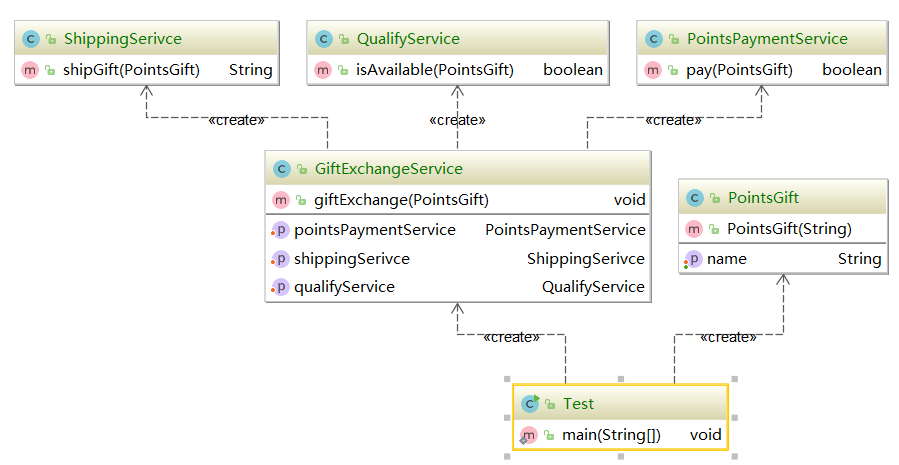 ShippingSerivce
shipGift(PointsGift) String
QualifyService
isAvailable(PointsGift) boolean
PointsPaymentService
pay(PointsGift) boolean
«create»
«create»
«create»
GiftExchangeService
giftExchange(PointsGift) void
pointsPaymentService PointsPaymentService
shippingSerivce ShippingSerivce
qualifyService QualifyService
PointsGift
PointsGift(String)
name String
«create»
«create»
Test
main(String[]) void